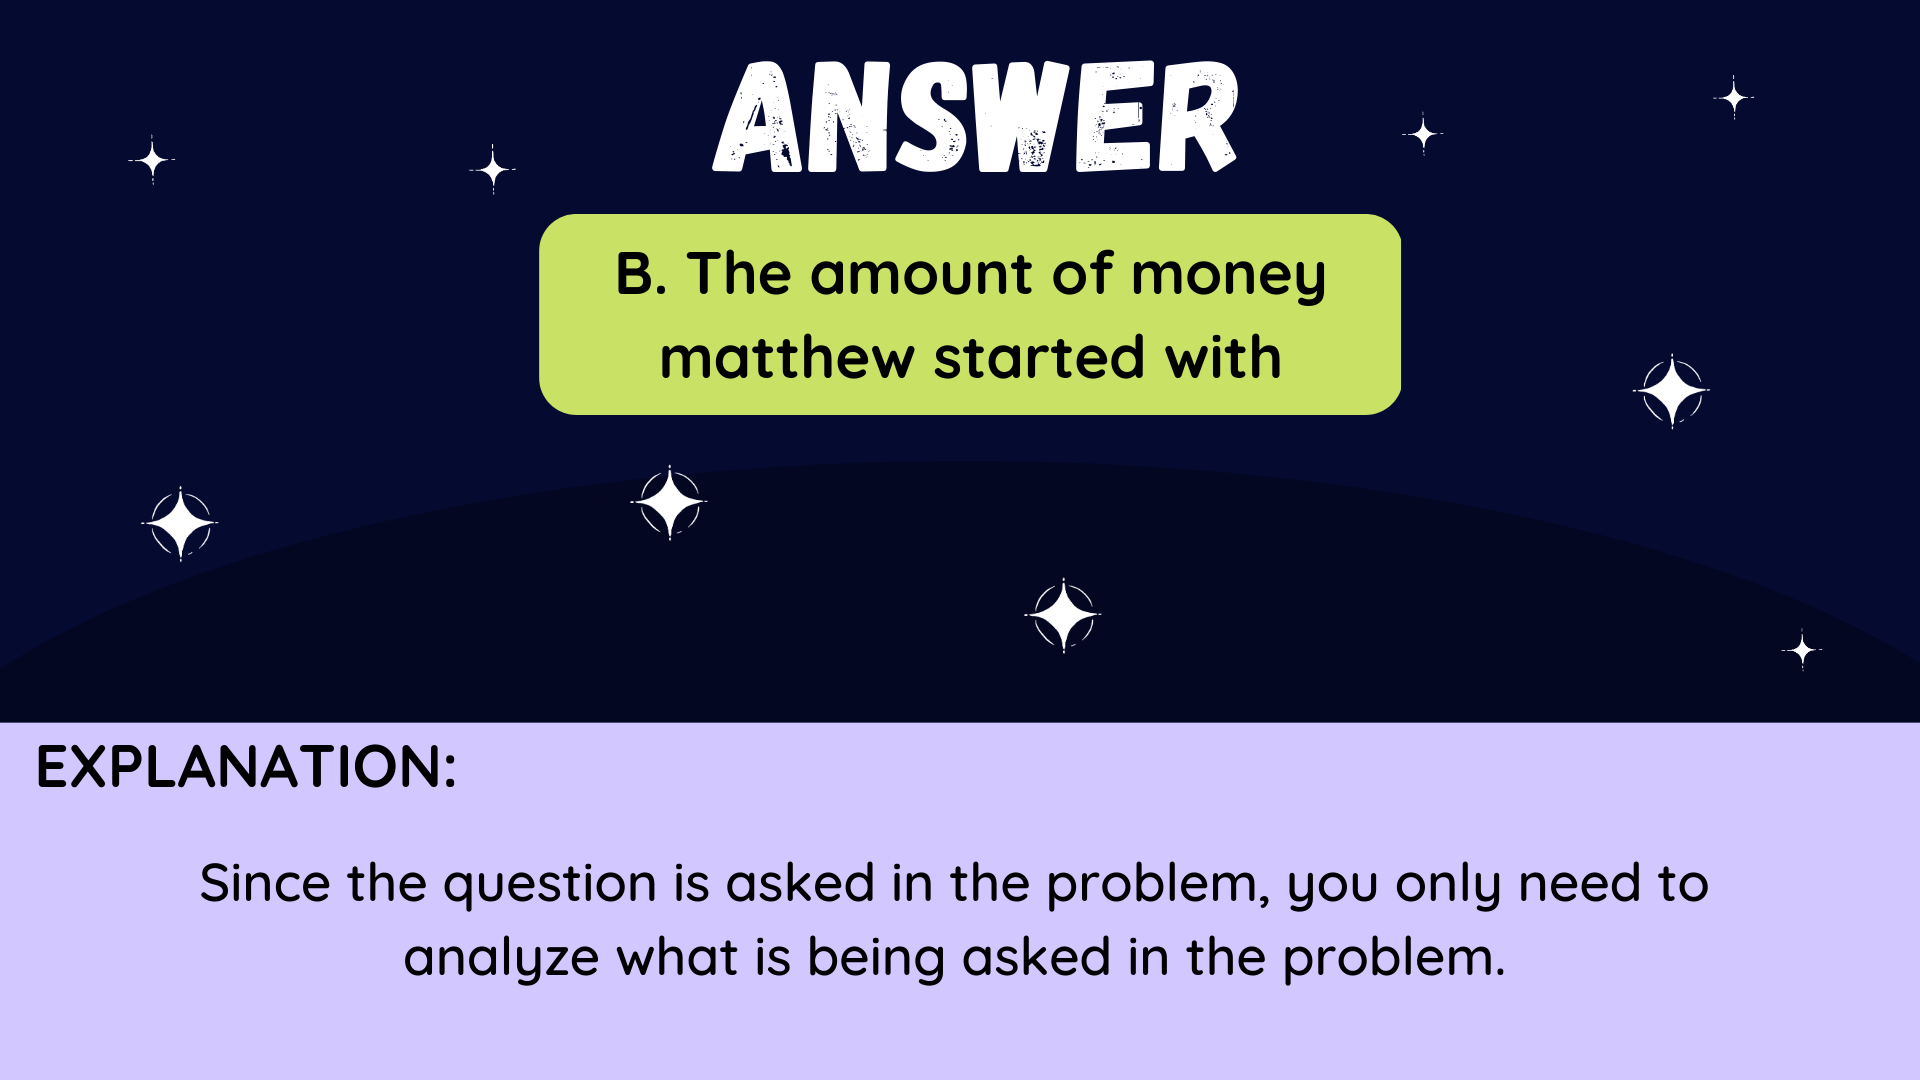 ANSWER
B. The amount of money
matthew started with
EXPLANATION:
Since the question is asked in the problem, you only need to
analyze what is being asked in the problem.